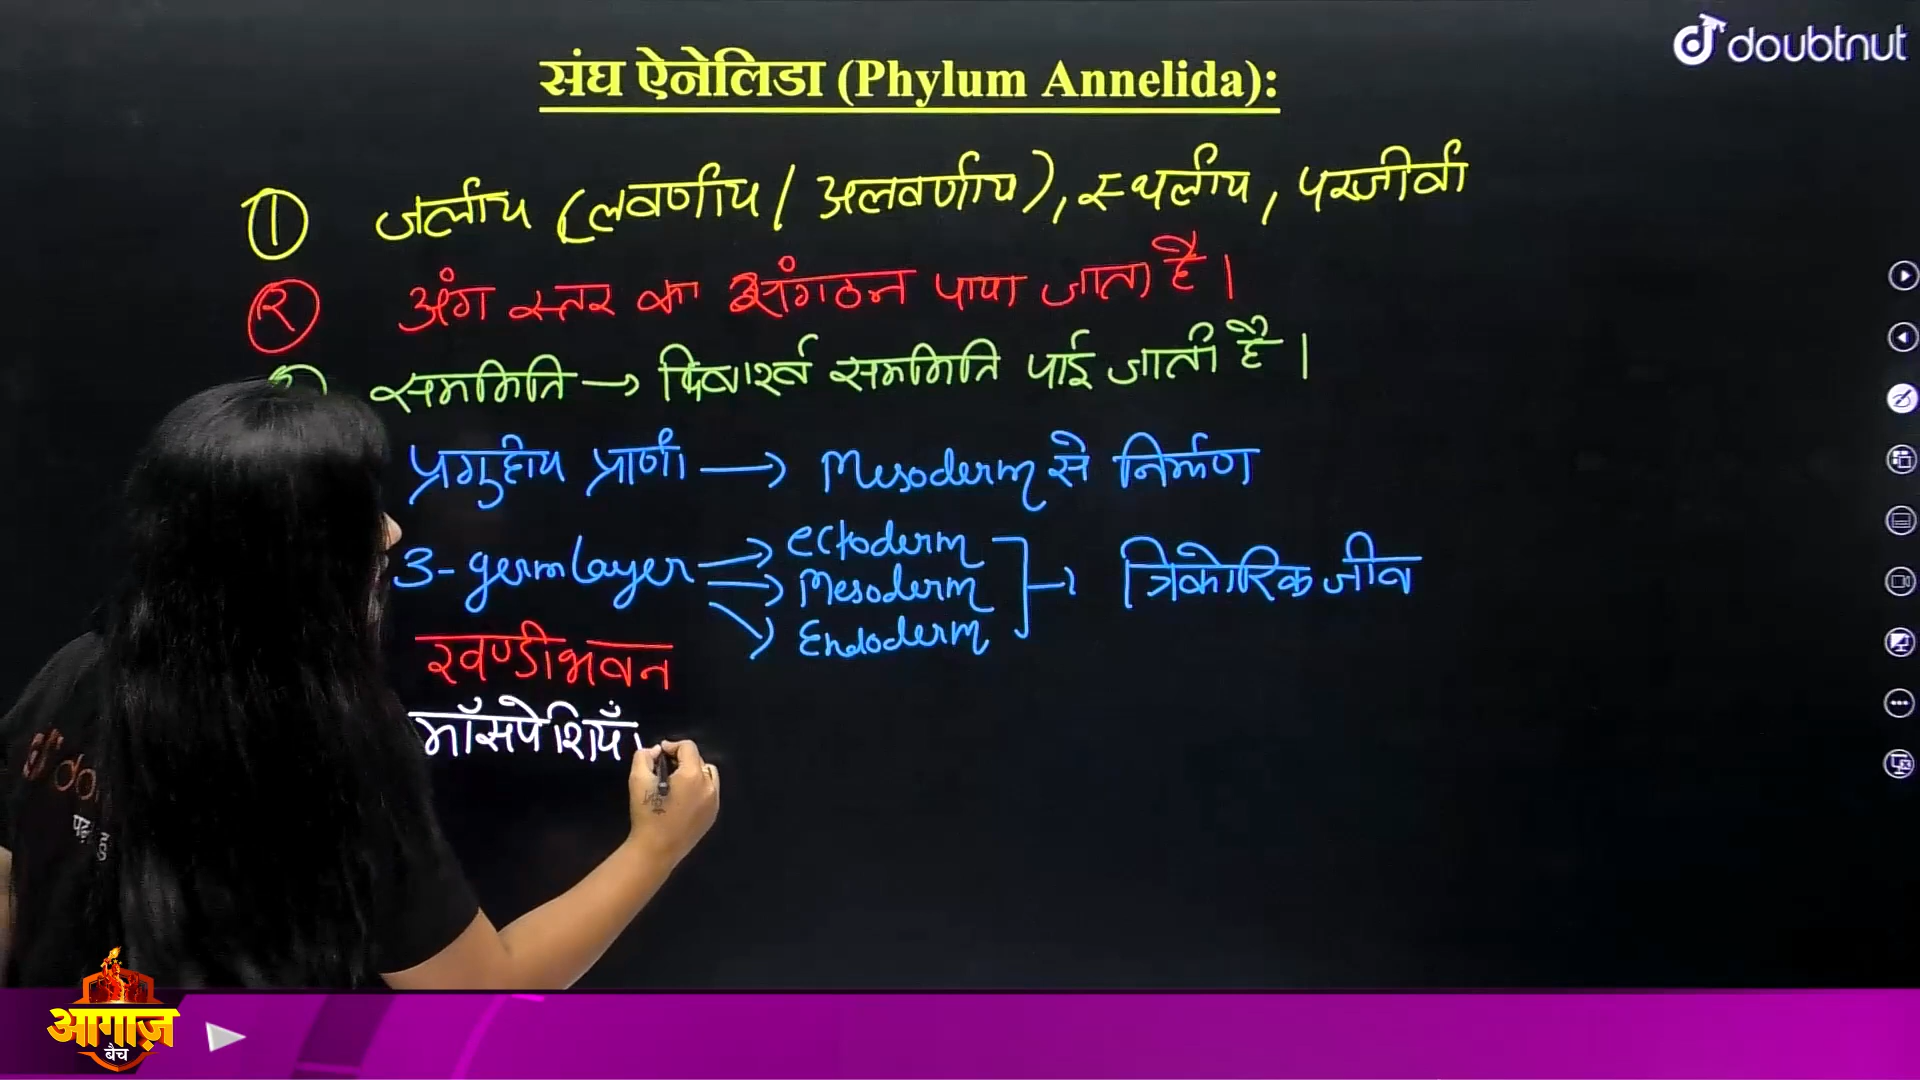 doubtnut
संघ ऐनेलिडा (Phylum Annelida):
① जलीय (लवणीय / अलवणीय), स्थलीय, परजीवी
② अंग स्तर का संगठन पाया जाता है।
सममिति → द्विपार्श्व सममिति पाई जाती है।
प्रगुहीय प्राणी → Mesoderm से निर्माण
3-germ layer → ectoderm
Mesoderm → त्रिकोरिक जीव
Endoderm
खण्डीभवन
माँसपेशियाँ
आगाज़
बैच